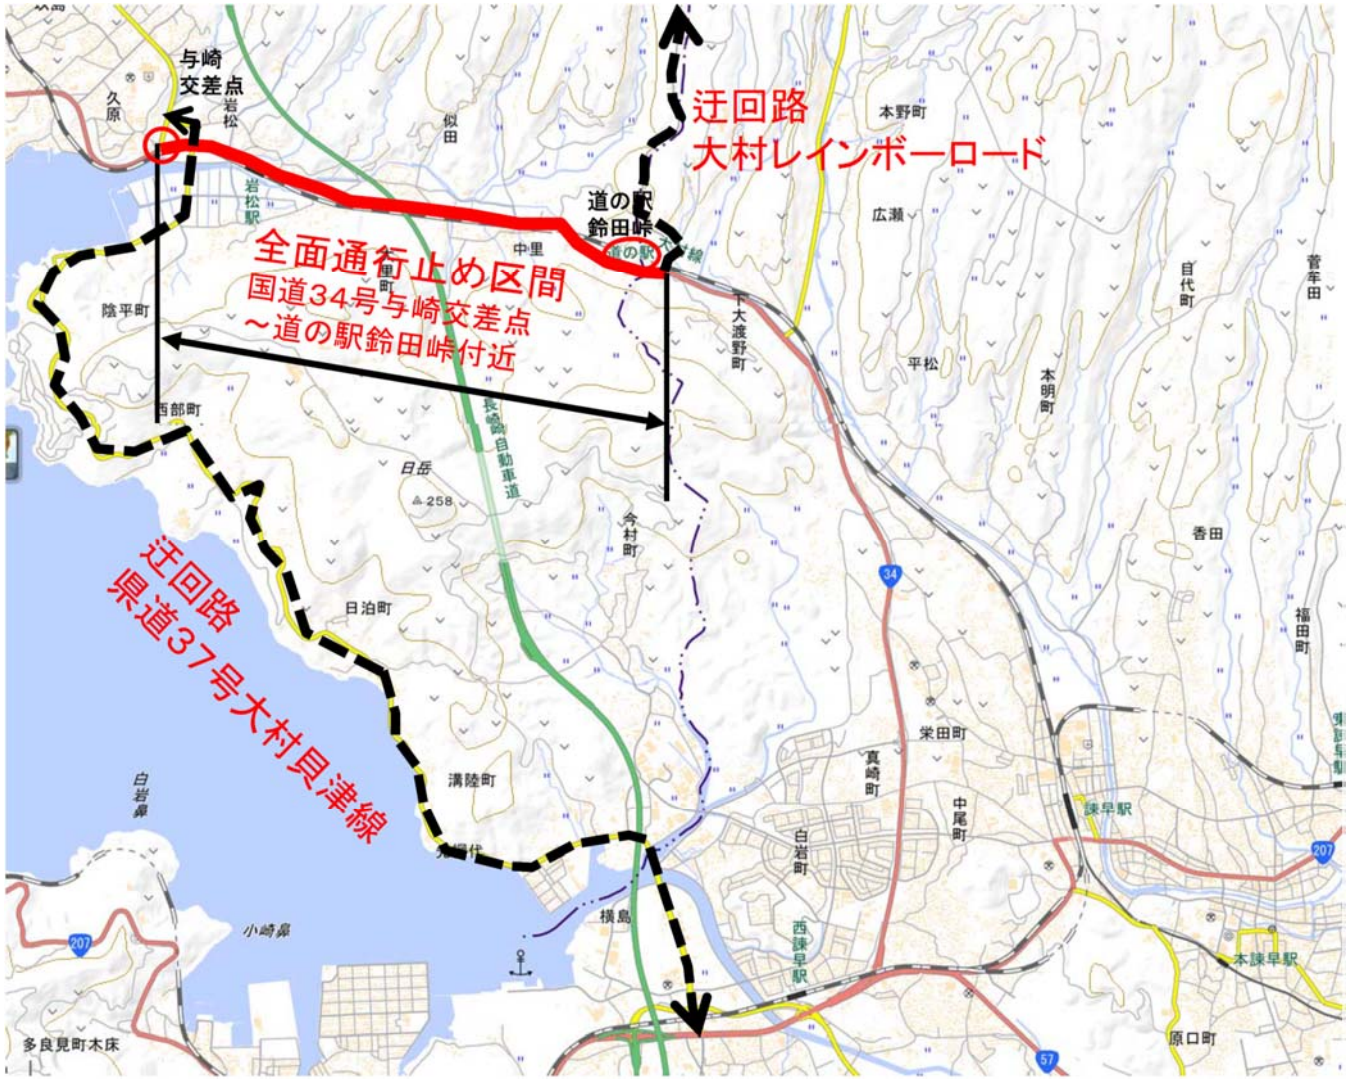 与崎
交差点
久原
岩松
似田
迂回路
大村レインボーロード
本野町
岩松駅
道の駅
鈴田峠
道の駅
広瀬
中里
全面通行止め区間
国道34号与崎交差点
～道の駅鈴田峠付近
陰平町
下大渡野町
自代町
菅牟田
平松
本明町
西部町
長崎自動車道
日岳
258
今村町
香田
34
迂回路
県道37号大村貝津線
日泊町
福田町
栄田町
真崎町
溝陸町
中尾町
白岩鼻
諫早駅
白岩町
207
横島
小崎鼻
207
西諫早駅
本諫早駅
多良見町木床
原口町
57